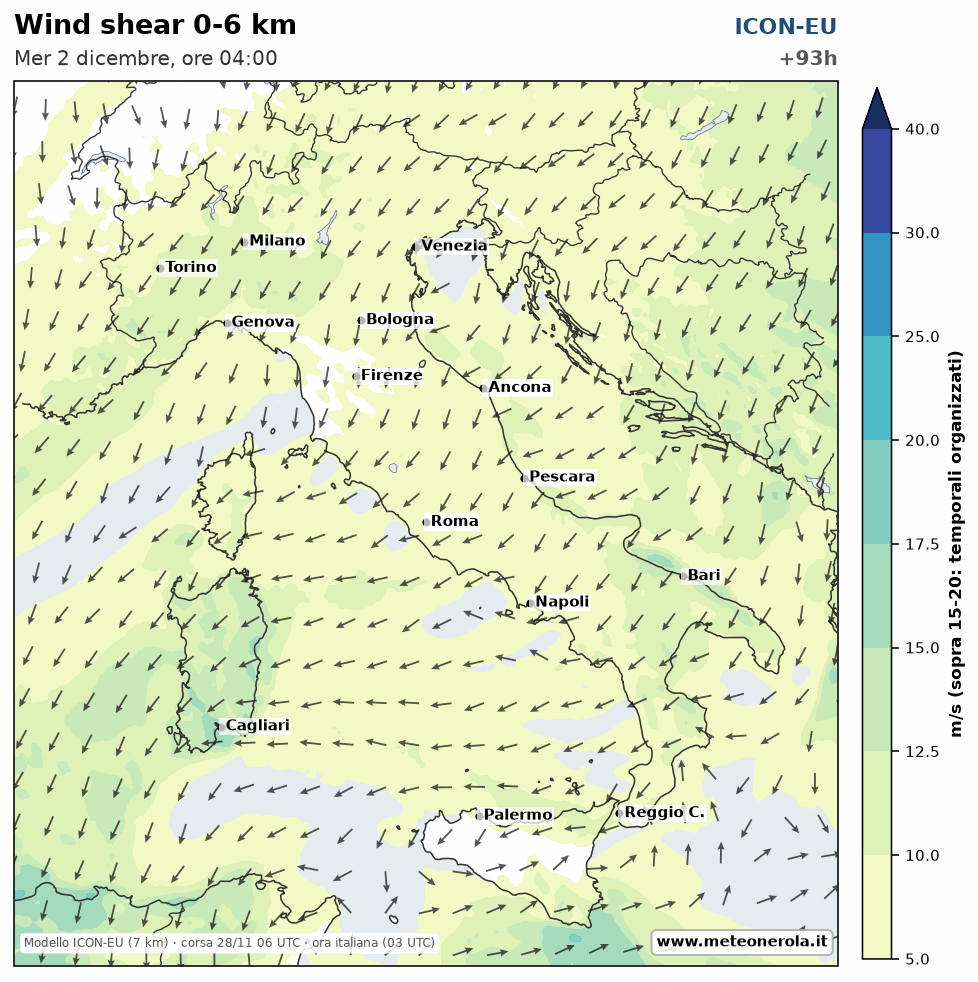 Wind shear 0-6 km
ICON-EU
Mer 2 dicembre, ore 04:00
+93h
40.0
30.0
25.0
20.0
17.5
15.0
12.5
10.0
5.0
m/s (sopra 15-20: temporali organizzati)
Milano
Venezia
Torino
Genova
Bologna
Firenze
Ancona
Pescara
Roma
Bari
Napoli
Cagliari
Palermo
Reggio C.
Modello ICON-EU (7 km) · corsa 28/11 06 UTC · ora italiana (03 UTC)
www.meteonerola.it